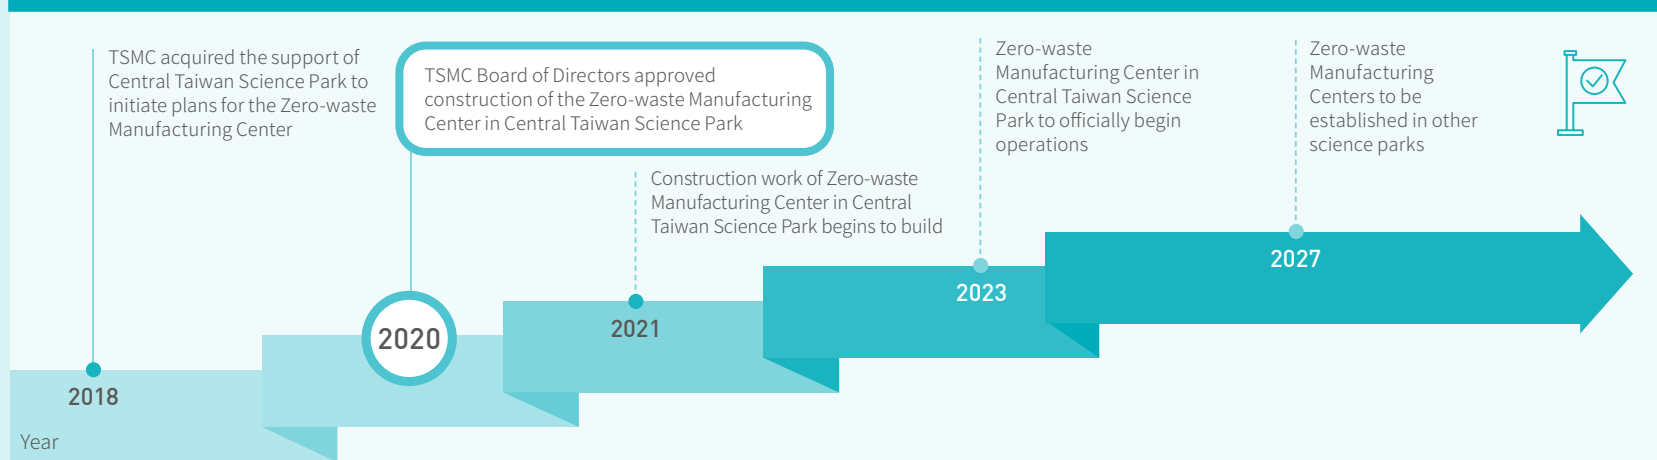 TSMC acquired the support of
Central Taiwan Science Park to
initiate plans for the Zero-waste
Manufacturing Center
TSMC Board of Directors approved
construction of the Zero-waste Manufacturing
Center in Central Taiwan Science Park
Construction work of Zero-waste
Manufacturing Center in Central
Taiwan Science Park begins to build
Zero-waste
Manufacturing Center in
Central Taiwan Science
Park to officially begin
operations
Zero-waste
Manufacturing
Centers to be
established in other
science parks
2018
2020
2021
2023
2027
Year